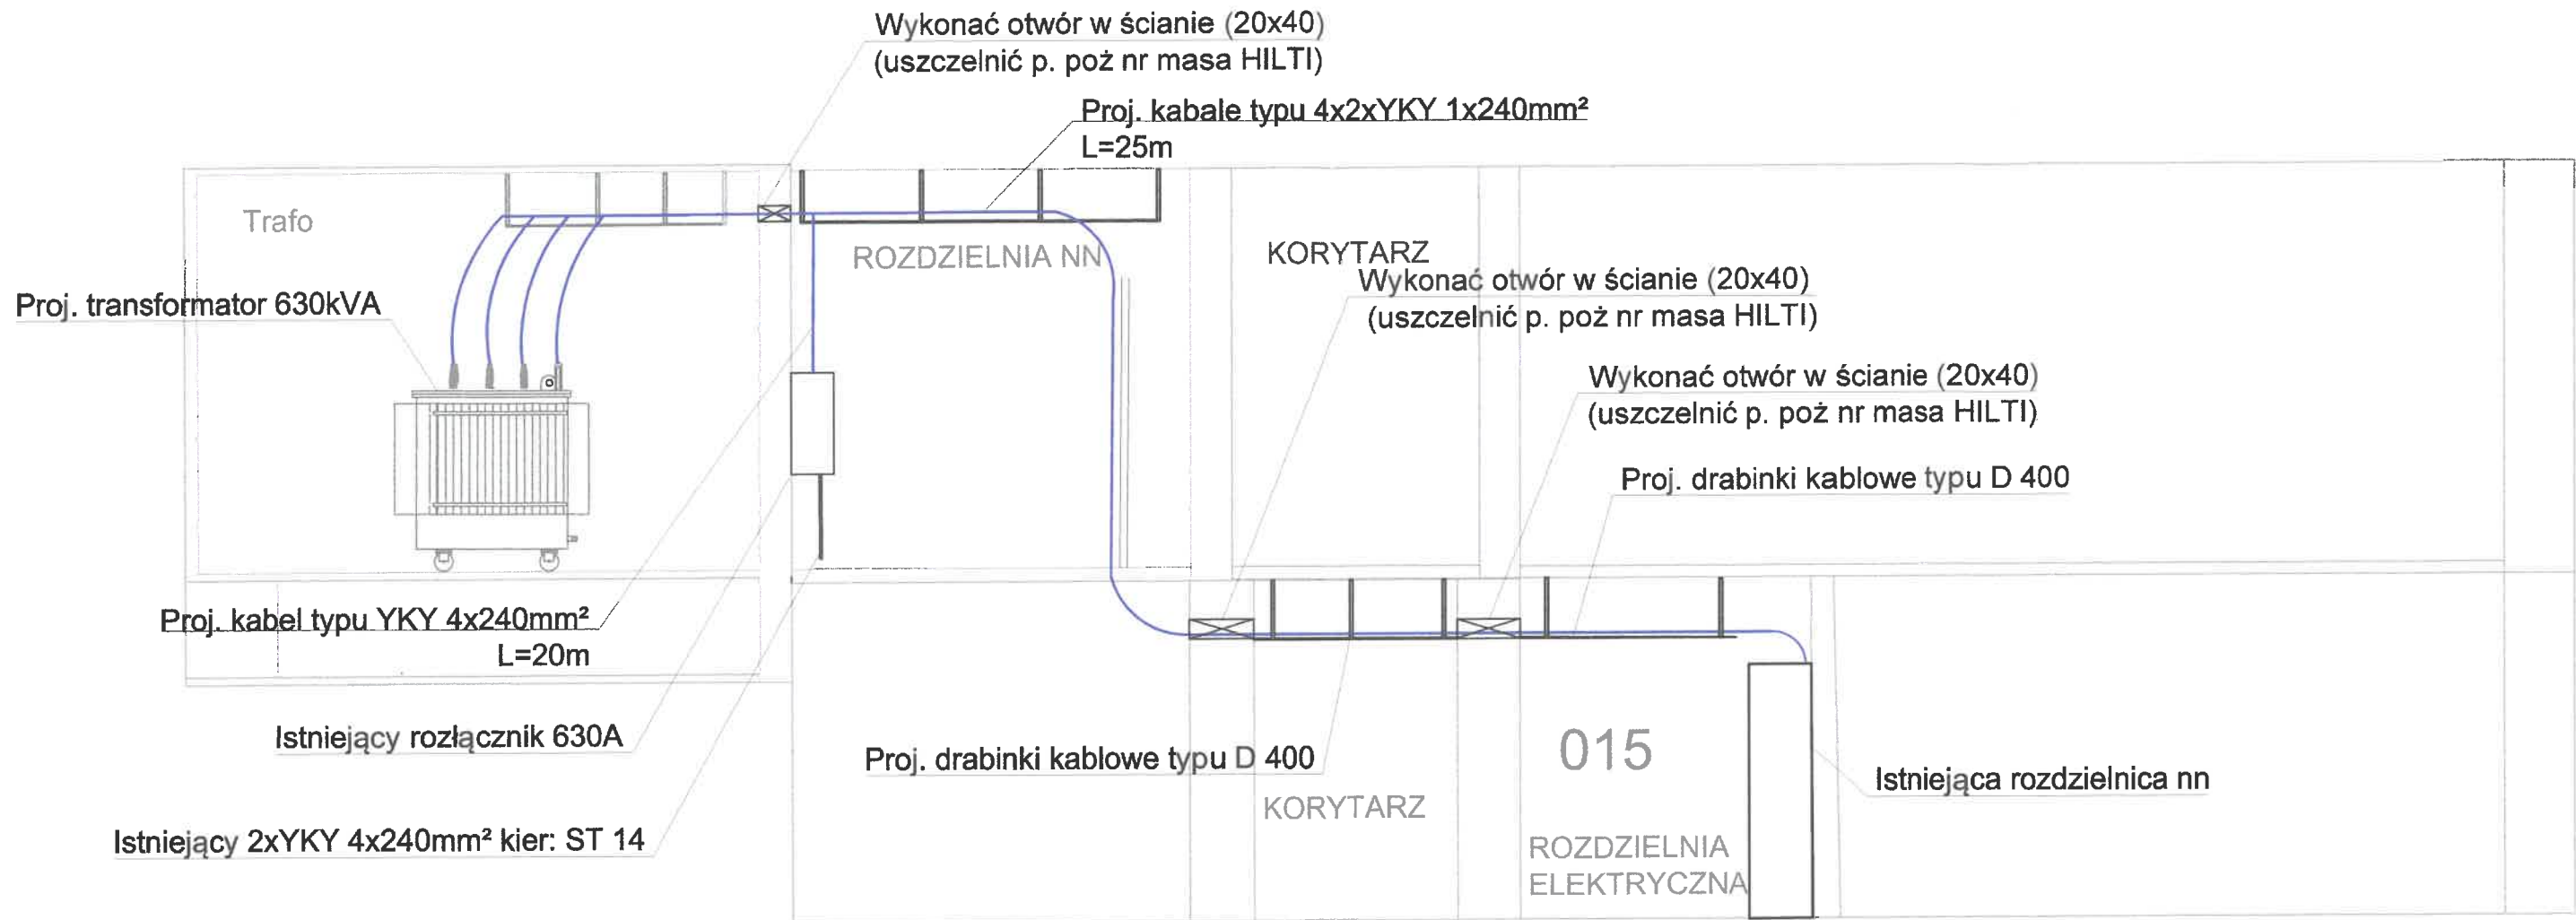 Wykonać otwór w ścianie (20x40)
(uszczelnić p. poż nr masa HILTI)
Proj. kabale typu 4x2xYKY 1x240mm²
L=25m
Trafo
ROZDZIELNIA NN
KORYTARZ
Wykonać otwór w ścianie (20x40)
(uszczelnić p. poż nr masa HILTI)
Proj. transformator 630kVA
Wykonać otwór w ścianie (20x40)
(uszczelnić p. poż nr masa HILTI)
Proj. drabinki kablowe typu D 400
Proj. kabel typu YKY 4x240mm²
L=20m
Istniejący rozłącznik 630A
Proj. drabinki kablowe typu D 400
015
Istniejąca rozdzielnica nn
KORYTARZ
Istniejący 2xYKY 4x240mm² kier: ST 14
ROZDZIELNIA
ELEKTRYCZNA